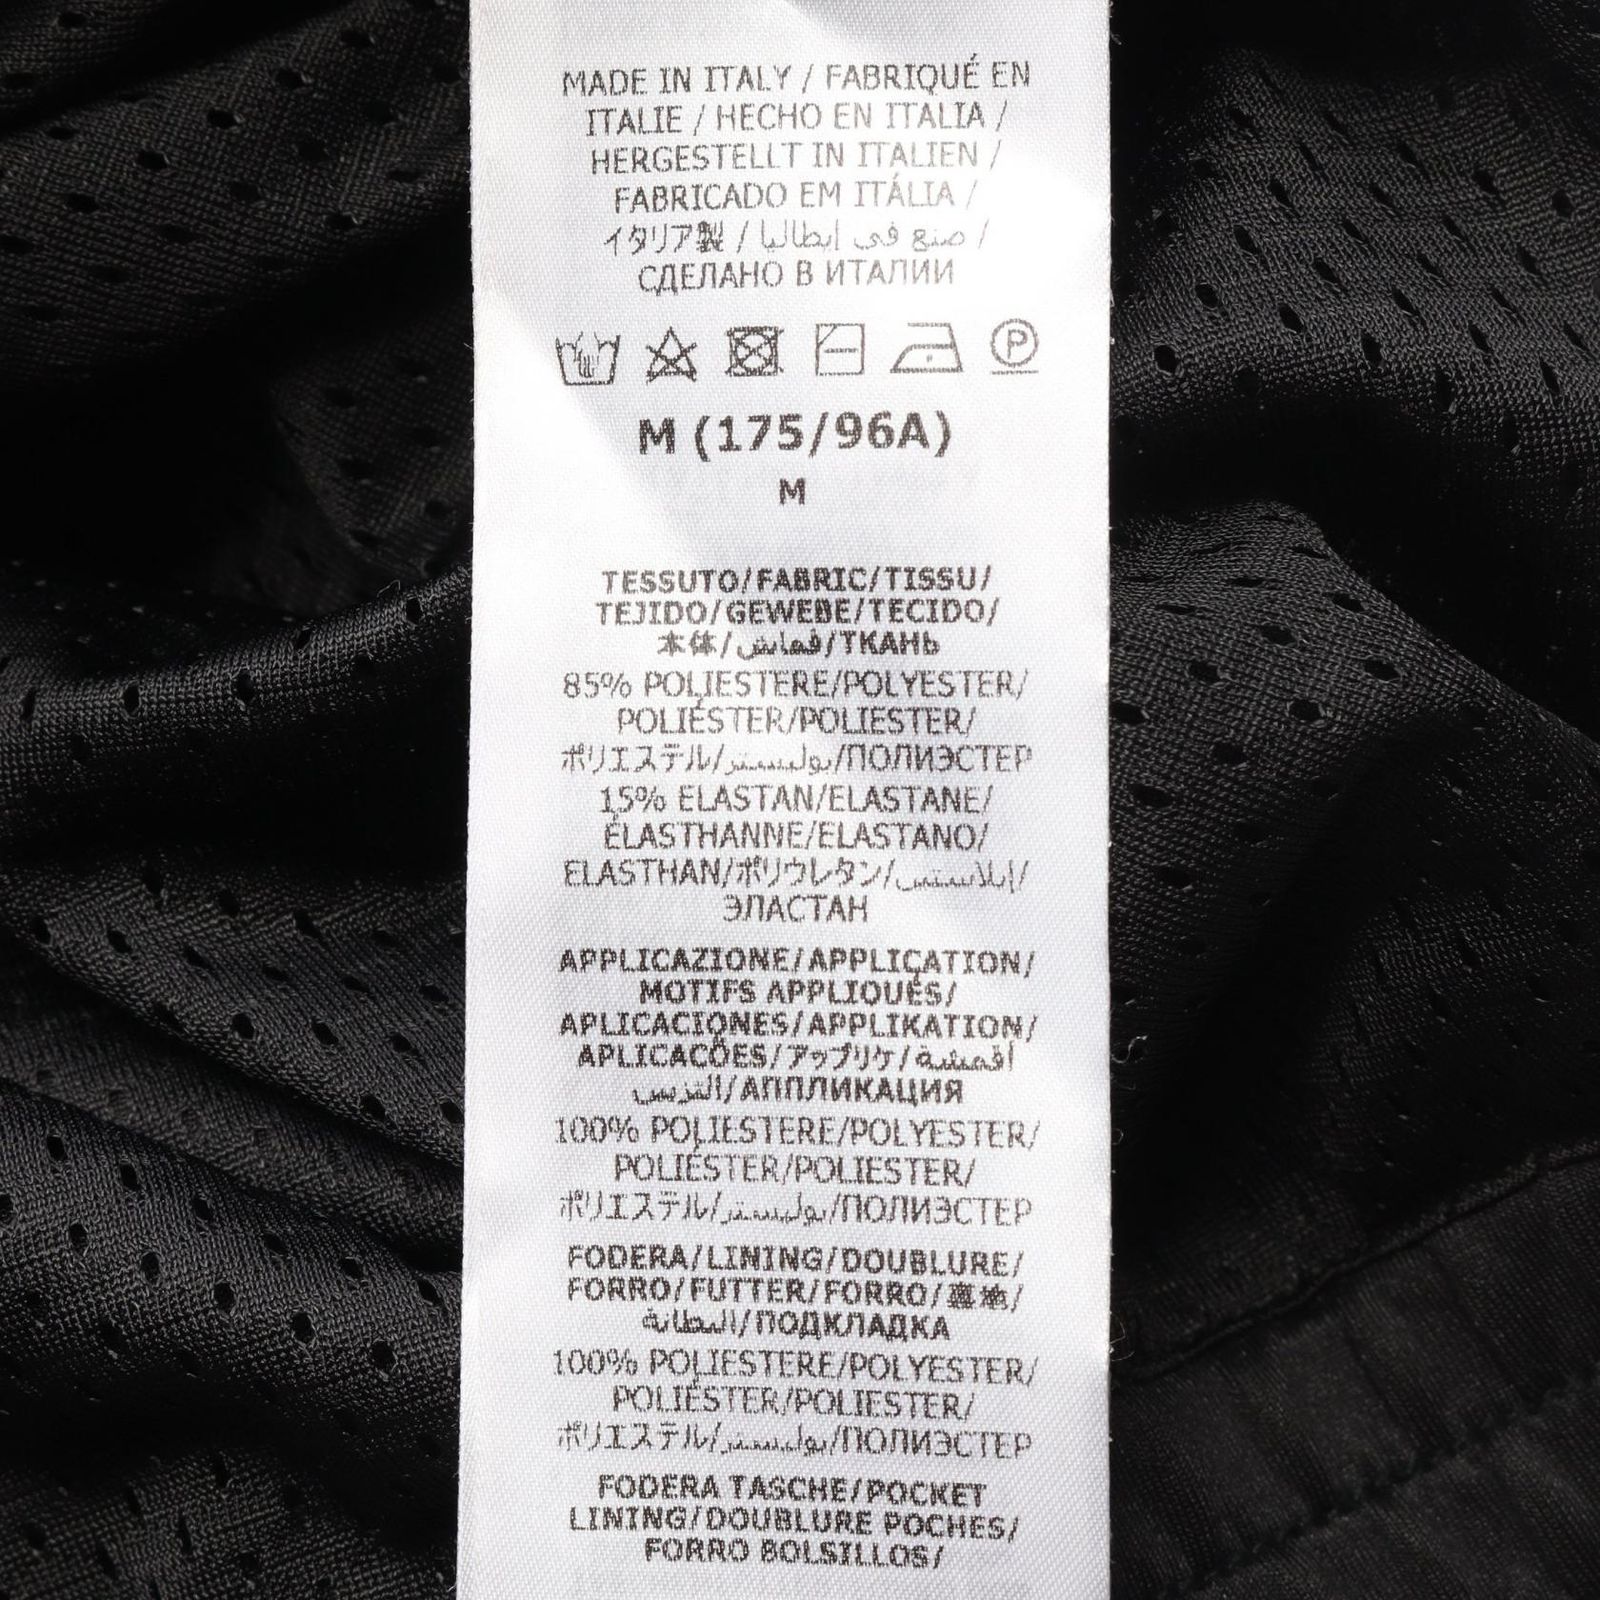 MADE IN ITALY / FABRIQUÉ EN
ITALIE / HECHO EN ITALIA /
HERGESTELLT IN ITALIEN /
FABRICADO EM ITÁLIA /
イタリア製 / صنع في إيطاليا /
СДЕЛАНО В ИТАЛИИ
P
M (175/96A)
M
TESSUTO/FABRIC/TISSU/
TEJIDO/GEWEBE/TECIDO/
本体/قماش/ТКАНЬ
85% POLIESTERE/POLYESTER/
POLIÉSTER/POLIESTER/
ポリエステル/بوليستر/ПОЛИЭСТЕР
15% ELASTAN/ELASTANE/
ÉLASTHANNE/ELASTANO/
ELASTHAN/ポリウレタン/إيلاستين/
ЭЛАСТАН
APPLICAZIONE/APPLICATION/
MOTIFS APPLIQUÉS/
APLICACIONES/APPLIKATION/
APLICAÇÕES/アップリケ/أقمشة
التزيين/АППЛИКАЦИЯ
100% POLIESTERE/POLYESTER/
POLIÉSTER/POLIESTER/
ポリエステル/بوليستر/ПОЛИЭСТЕР
FODERA/LINING/DOUBLURE/
FORRO/FUTTER/FORRO/裏地/
البطانة/ПОДКЛАДКА
100% POLIESTERE/POLYESTER/
POLIÉSTER/POLIESTER/
ポリエステル/بوليستر/ПОЛИЭСТЕР
FODERA TASCHE/POCKET
LINING/DOUBLURE POCHES/
FORRO BOLSILLOS/